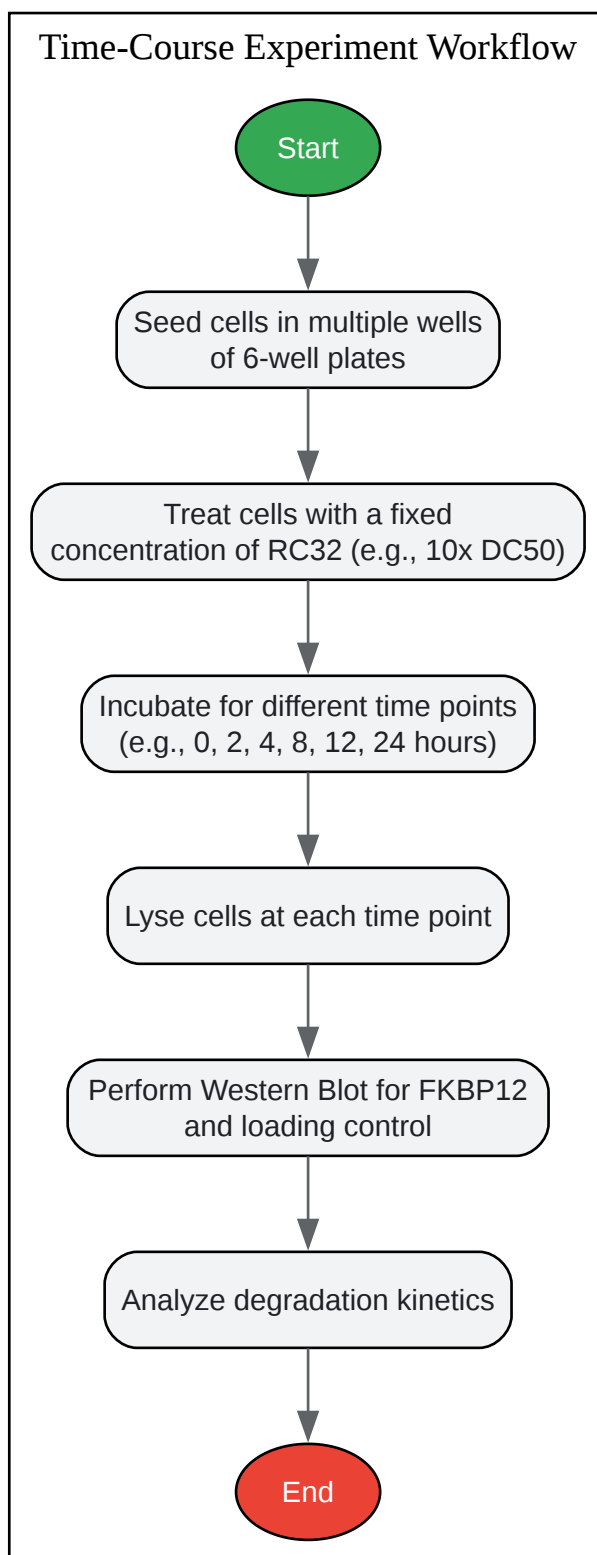 Time-Course Experiment Workflow
Start
Seed cells in multiple wells
of 6-well plates
Treat cells with a fixed
concentration of RC32 (e.g., 10x DC50)
Incubate for different time points
(e.g., 0, 2, 4, 8, 12, 24 hours)
Lyse cells at each time point
Perform Western Blot for FKBP12
and loading control
Analyze degradation kinetics
End